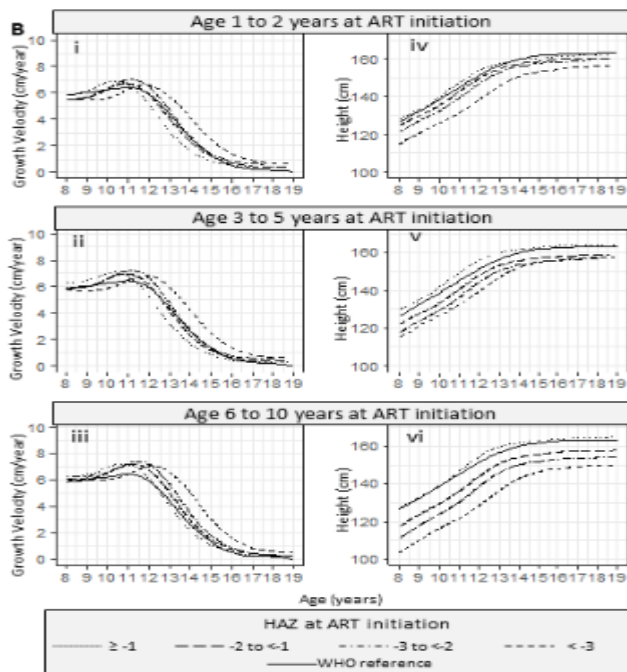 B
Age 1 to 2 years at ART initiation
i
iv
Growth Velocity (cm/year)
10
8
6
4
2
0
8 9 10 11 12 13 14 15 16 17 18 19
Height (cm)
160
140
120
100
8 9 10 11 12 13 14 15 16 17 18 19
Age 3 to 5 years at ART initiation
ii
v
Growth Velocity (cm/year)
10
8
6
4
2
0
8 9 10 11 12 13 14 15 16 17 18 19
Height (cm)
160
140
120
100
8 9 10 11 12 13 14 15 16 17 18 19
Age 6 to 10 years at ART initiation
iii
vi
Growth Velocity (cm/year)
10
8
6
4
2
0
8 9 10 11 12 13 14 15 16 17 18 19
Height (cm)
160
140
120
100
8 9 10 11 12 13 14 15 16 17 18 19
Age (years)
HAZ at ART initiation
≥ -1 -2 to <-1 -3 to <-2 < -3
WHO reference